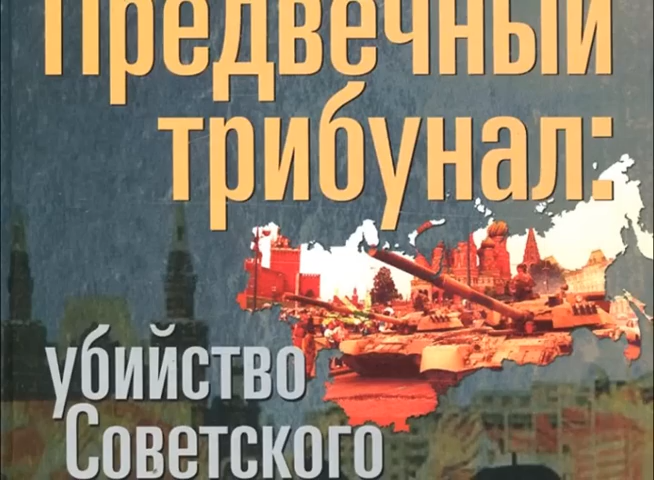 Предвечный
трибунал:
убийство
Советского